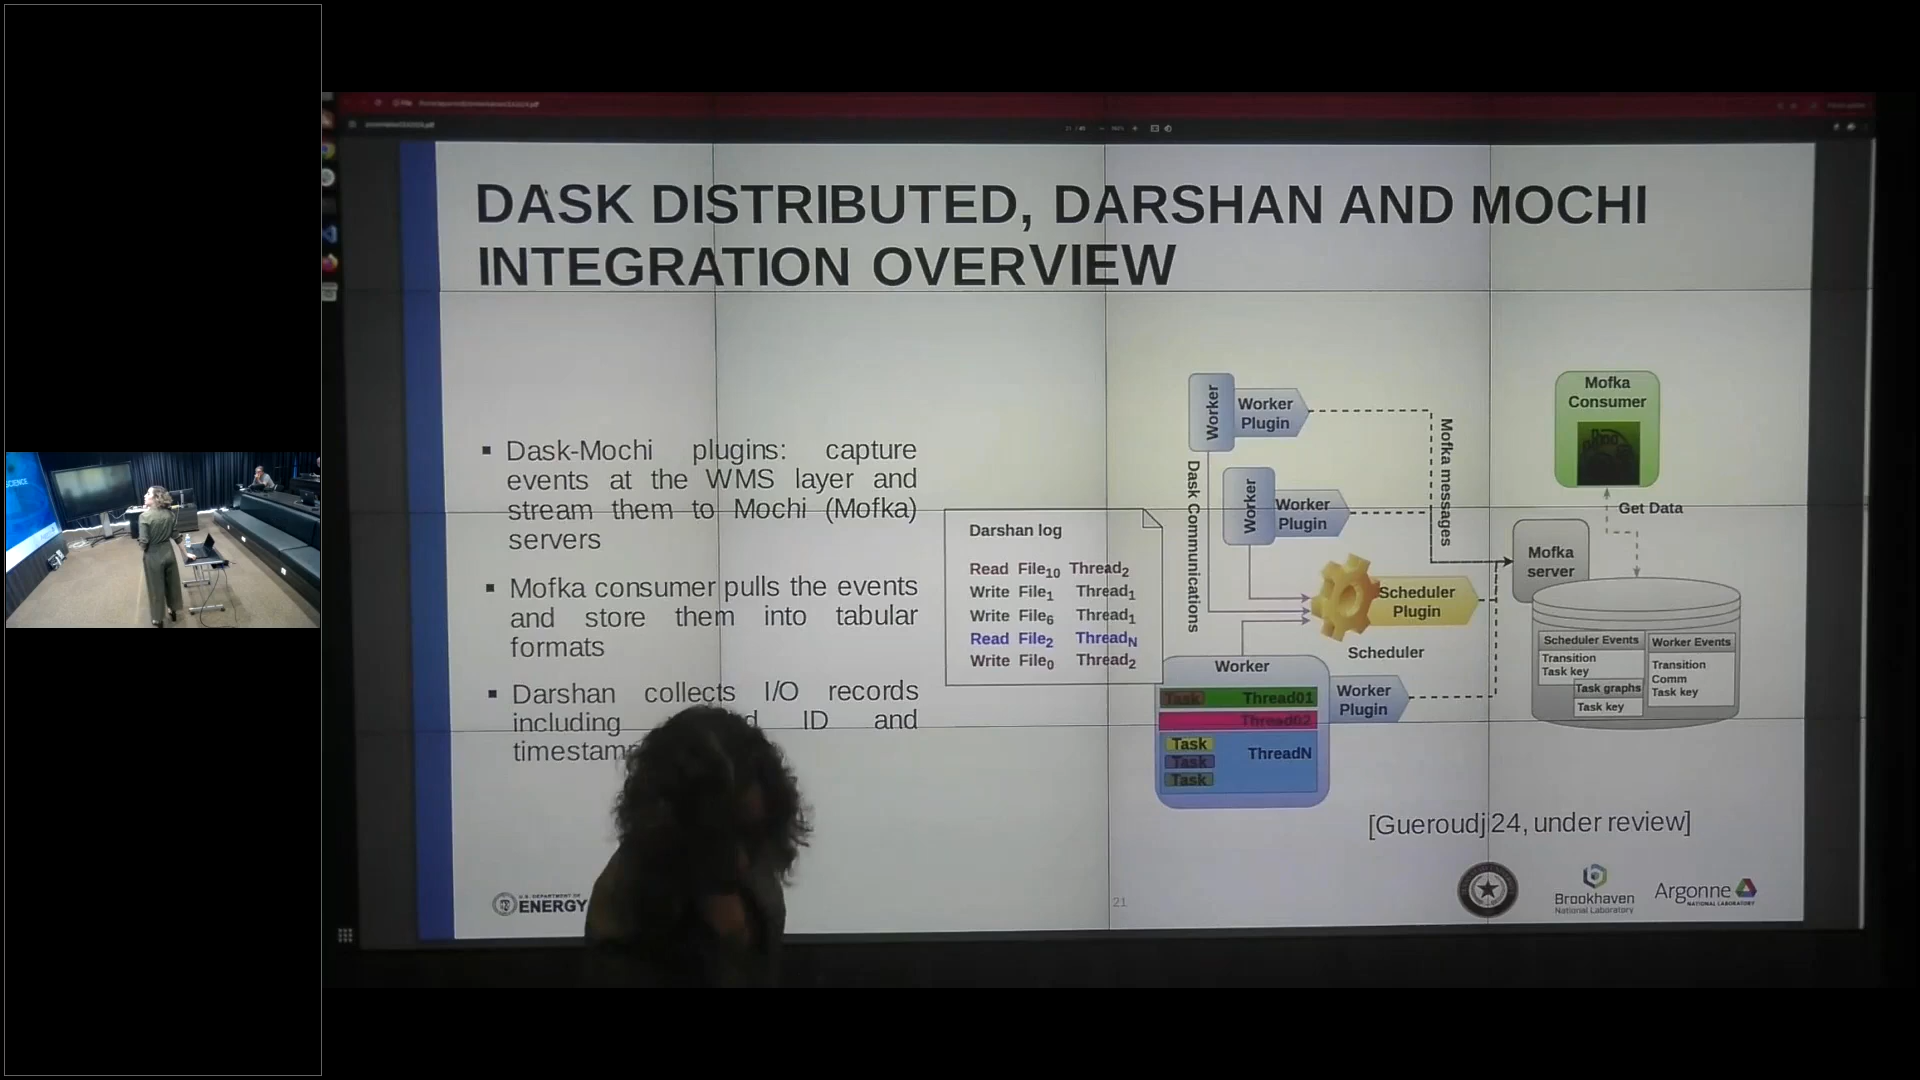 DASK DISTRIBUTED, DARSHAN AND MOCHI
INTEGRATION OVERVIEW
▪ Dask-Mochi plugins: capture
events at the WMS layer and
stream them to Mochi (Mofka)
servers
▪ Mofka consumer pulls the events
and store them into tabular
formats
▪ Darshan collects I/O records
including ID and
Darshan log
Read File10 Thread2
Write File1 Thread1
Write File6 Thread1
Read File2 ThreadN
Write File0 Thread2
Worker
Worker
Plugin
Worker
Worker
Plugin
Dask Communications
Mofka messages
Scheduler
Plugin
Scheduler
Worker
Task Thread01
Thread02
Task
ThreadN
Task
Task
Worker
Plugin
Mofka
Consumer
Get Data
Mofka
server
Scheduler Events
Transition
Task key
Task graphs
Task key
Worker Events
Transition
Comm
Task key
[Gueroudj 24, under review]
U.S. DEPARTMENT OF
ENERGY
21
Brookhaven
National Laboratory
Argonne
NATIONAL LABORATORY
SCIENCE